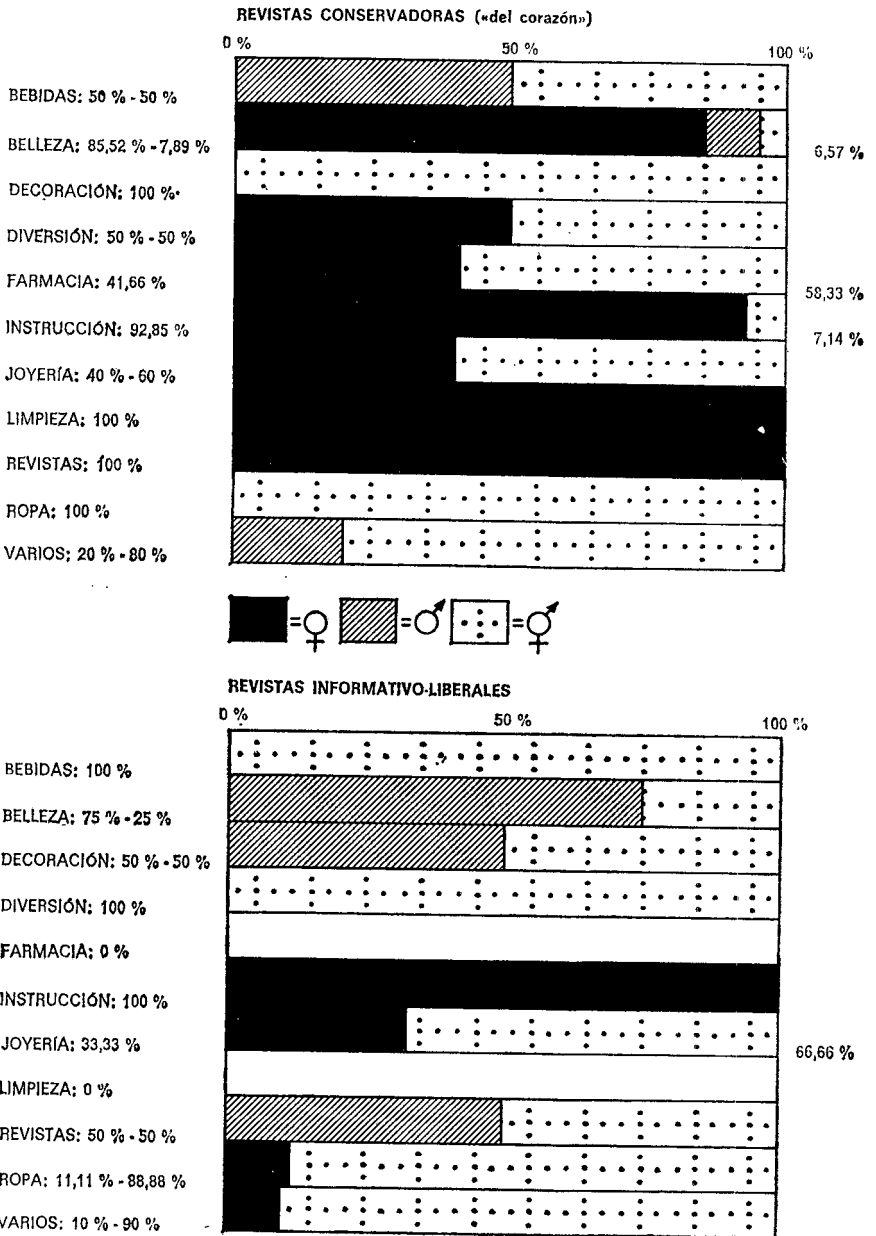 REVISTAS CONSERVADORAS («del corazón»)
0 % 50 % 100 %
BEBIDAS: 50 % - 50 %
BELLEZA: 85,52 % - 7,89 % 6,57 %
DECORACIÓN: 100 %
DIVERSIÓN: 50 % - 50 %
FARMACIA: 41,66 % 58,33 %
INSTRUCCIÓN: 92,85 % 7,14 %
JOYERÍA: 40 % - 60 %
LIMPIEZA: 100 %
REVISTAS: 100 %
ROPA: 100 %
VARIOS: 20 % - 80 %
=♀ =♂ =⚥
REVISTAS INFORMATIVO-LIBERALES
0 % 50 % 100 %
BEBIDAS: 100 %
BELLEZA: 75 % - 25 %
DECORACIÓN: 50 % - 50 %
DIVERSIÓN: 100 %
FARMACIA: 0 %
INSTRUCCIÓN: 100 %
JOYERÍA: 33,33 % 66,66 %
LIMPIEZA: 0 %
REVISTAS: 50 % - 50 %
ROPA: 11,11 % - 88,88 %
VARIOS: 10 % - 90 %